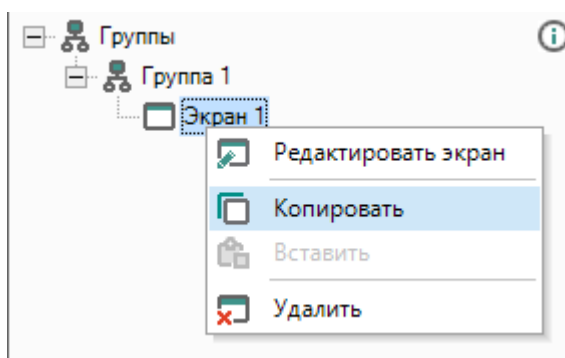 Группы
Группа 1
Экран 1
Редактировать экран
Копировать
Вставить
Удалить